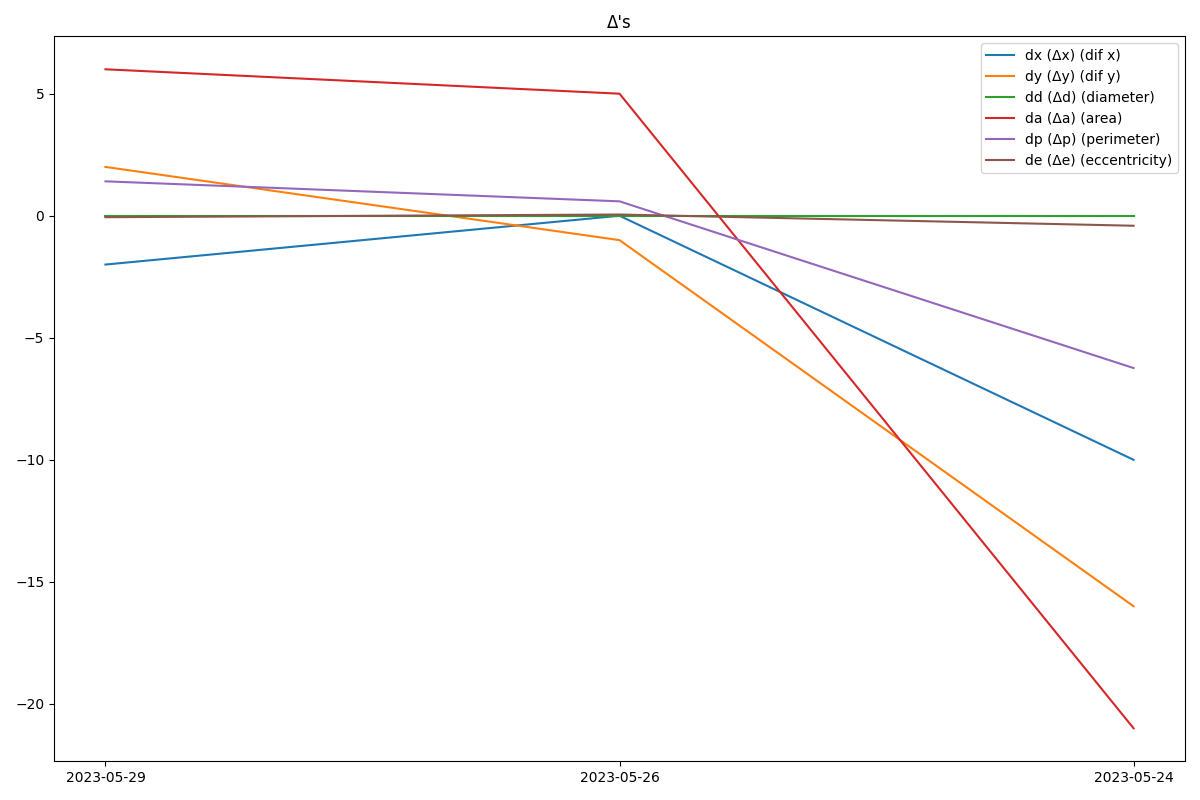 Δ's
dx (Δx) (dif x)
dy (Δy) (dif y)
dd (Δd) (diameter)
da (Δa) (area)
dp (Δp) (perimeter)
de (Δe) (eccentricity)
5
0
−5
−10
−15
−20
2023-05-29 2023-05-26 2023-05-24